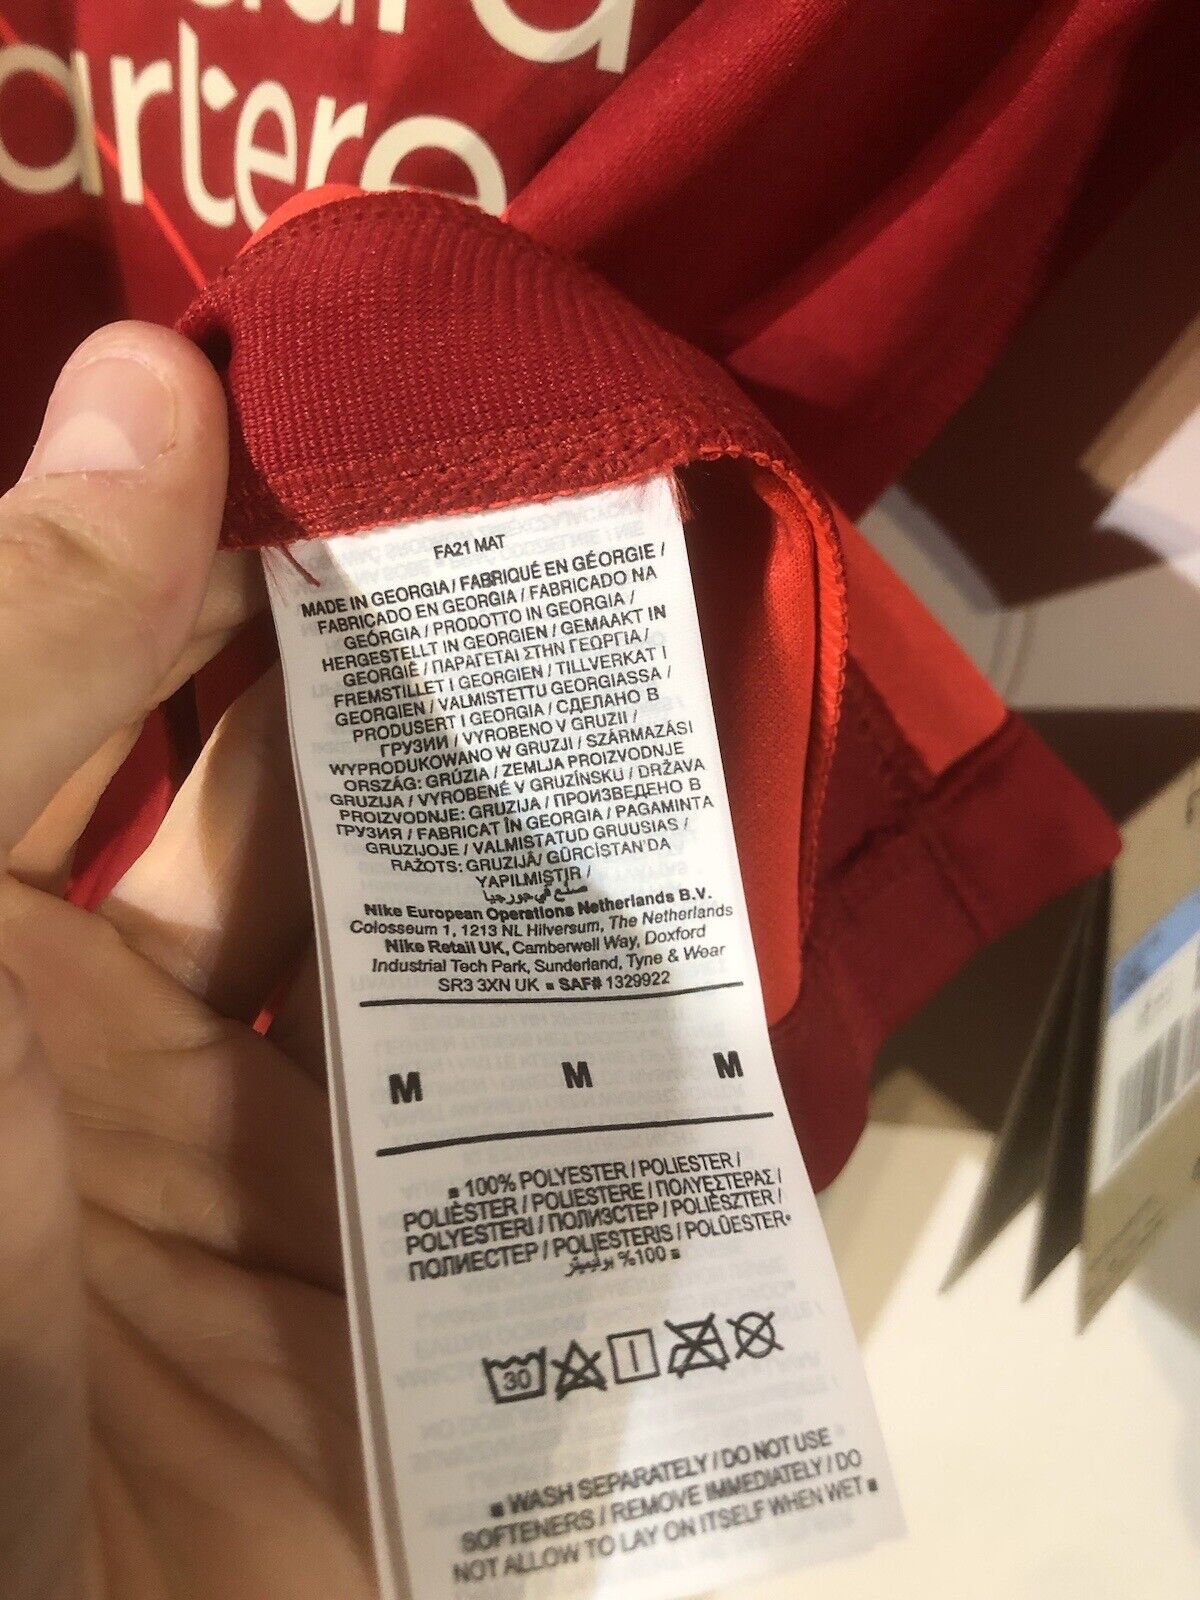 artere
FA21 MAT
MADE IN GEORGIA / FABRIQUÉ EN GÉORGIE /
FABRICADO EN GEORGIA / FABRICADO NA
GEÓRGIA / PRODOTTO IN GEORGIA /
HERGESTELLT IN GEORGIEN / GEMAAKT IN
GEORGIË / ΠΑΡΑΓΕΤΑΙ ΣΤΗΝ ΓΕΩΡΓΙΑ /
FREMSTILLET I GEORGIEN / TILLVERKAT I
GEORGIEN / VALMISTETTU GEORGIASSA /
PRODUSERT I GEORGIA / СДЕЛАНО В
ГРУЗИИ / VYROBENO V GRUZII /
WYPRODUKOWANO W GRUZJI / SZÁRMAZÁSI
ORSZÁG: GRÚZIA / ZEMLJA PROIZVODNJE
GRUZIJA / VYROBENÉ V GRUZÍNSKU / DRŽAVA
PROIZVODNJE: GRUZIJA / ПРОИЗВЕДЕНО В
ГРУЗИЯ / FABRICAT ÎN GEORGIA / PAGAMINTA
GRUZIJOJE / VALMISTATUD GRUUSIAS /
RAŽOTS: GRUZIJĀ/ GÜRCİSTAN'DA
YAPILMIŞTIR /
صنع في جورجيا
Nike European Operations Netherlands B.V.
Colosseum 1, 1213 NL Hilversum, The Netherlands
Nike Retail UK, Camberwell Way, Doxford
Industrial Tech Park, Sunderland, Tyne & Wear
SR3 3XN UK ▪ SAF# 1329922
M M M
▪ 100% POLYESTER / POLIESTER /
POLIÈSTER / POLIESTERE / ΠΟΛΥΕΣΤΕΡΑΣ /
POLYESTERI / ПОЛИЭСТЕР / POLIÉSZTER /
ПОЛИЕСТЕР / POLIESTERIS / POLÜESTER▪
%100 ▪
30
▪ WASH SEPARATELY / DO NOT USE
SOFTENERS / REMOVE IMMEDIATELY / DO
NOT ALLOW TO LAY ON ITSELF WHEN WET ▪